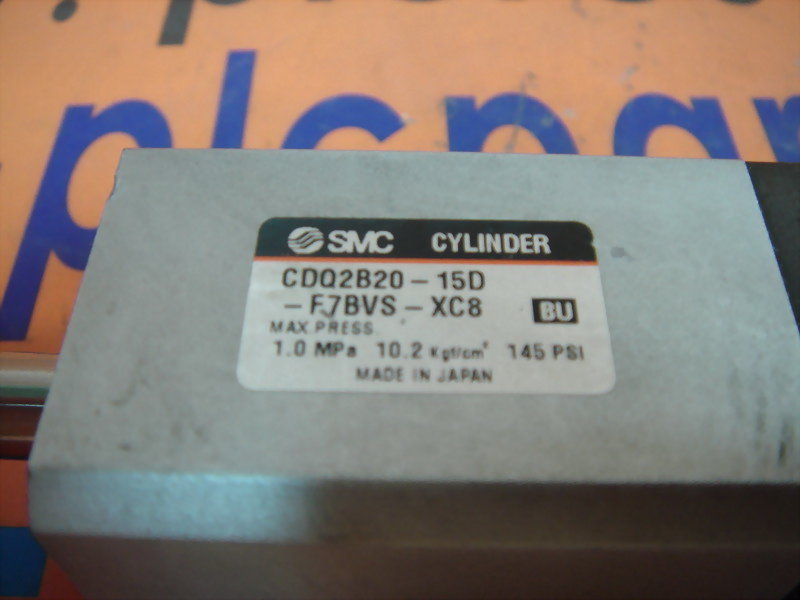 plcpar
SMC CYLINDER
CDQ2B20-15D
-F7BVS-XC8 BU
MAX.PRESS.
1.0 MPa 10.2 Kgf/cm² 145 PSI
MADE IN JAPAN